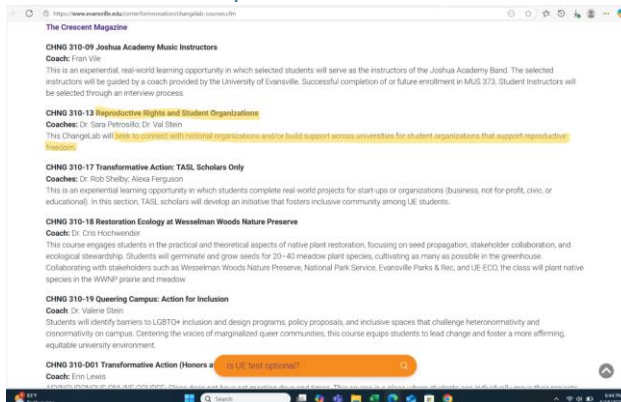 https://www.evansville.edu/centerforinnovation/changelab-courses.cfm
The Crescent Magazine
CHNG 310-09 Joshua Academy Music Instructors
Coach: Fran Vile
This is an experiential, real-world learning opportunity in which selected students will serve as the instructors of the Joshua Academy Band. The selected
instructors will be guided by a coach provided by the University of Evansville. Successful completion of or future enrollment in MUS 373. Student Instructors will
be selected through an interview process.
CHNG 310-13 Reproductive Rights and Student Organizations
Coaches: Dr. Sara Petrosillo; Dr. Val Stein
This ChangeLab will seek to connect with national organizations and/or build support across universities for student organizations that support reproductive
freedom.
CHNG 310-17 Transformative Action: TASL Scholars Only
Coaches: Dr. Rob Shelby; Alexa Ferguson
This is an experiential learning opportunity in which students complete real-world projects for start-ups or organizations (business, not-for-profit, civic, or
educational). In this section, TASL scholars will develop an initiative that fosters inclusive community among UE students.
CHNG 310-18 Restoration Ecology at Wesselman Woods Nature Preserve
Coach: Dr. Cris Hochwender
This course engages students in the practical and theoretical aspects of native plant restoration, focusing on seed propagation, stakeholder collaboration, and
ecological stewardship. Students will germinate and grow seeds for 20–40 meadow plant species, cultivating as many as possible in the greenhouse.
Collaborating with stakeholders such as Wesselman Woods Nature Preserve, National Park Service, Evansville Parks & Rec, and UE-ECO, the class will plant native
species in the WWNP prairie and meadow
CHNG 310-19 Queering Campus: Action for Inclusion
Coach: Dr. Valerie Stein
Students will identify barriers to LGBTQ+ inclusion and design programs, policy proposals, and inclusive spaces that challenge heteronormativity and
cisnormativity on campus. Centering the voices of marginalized queer communities, this course equips students to lead change and foster a more affirming,
equitable university environment.
CHNG 310-D01 Transformative Action (Honors a
Is UE test optional?
Coach: Erin Lewis
Search